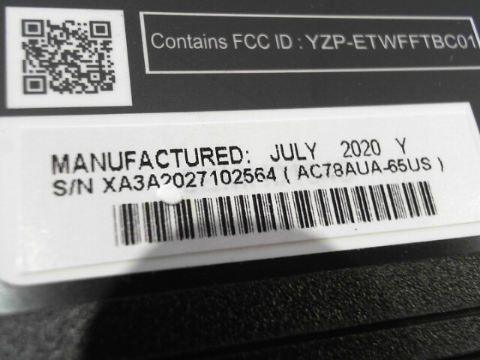 Contains FCC ID : YZP-ETWFFTBC01
MANUFACTURED: JULY 2020 Y
S/N XA3A2027102564 ( AC78AUA-65US )